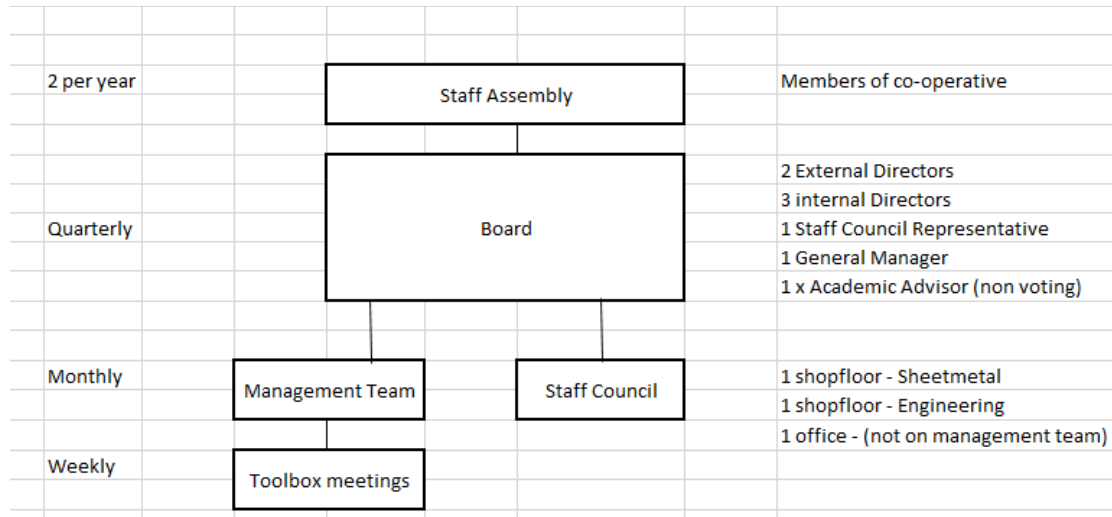 2 per year
Staff Assembly
Members of co-operative
Quarterly
Board
2 External Directors
3 internal Directors
1 Staff Council Representative
1 General Manager
1 x Academic Advisor (non voting)
Monthly
Management Team
Staff Council
1 shopfloor - Sheetmetal
1 shopfloor - Engineering
1 office - (not on management team)
Weekly
Toolbox meetings